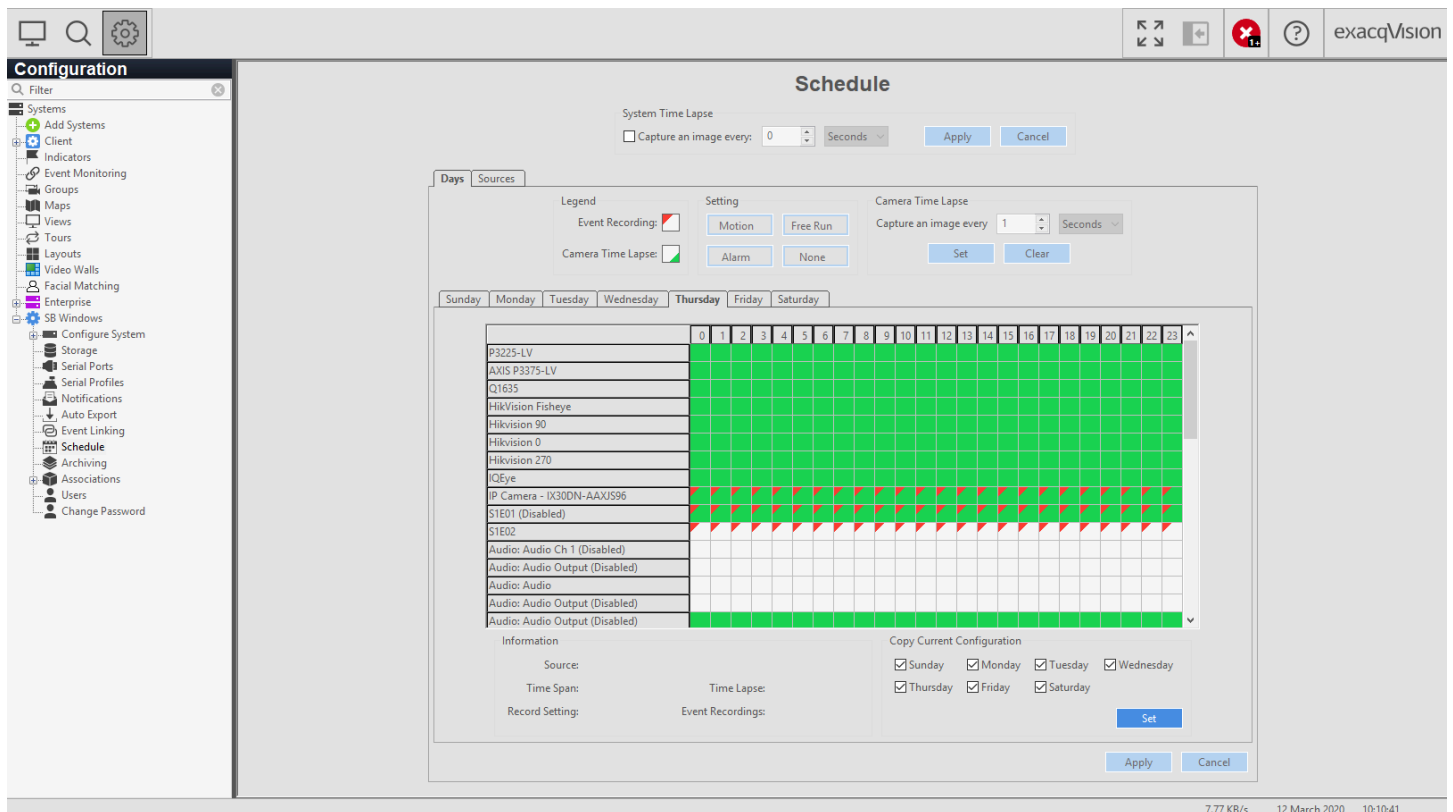 1+
?
exacqVision
Configuration
Filter
Systems
Add Systems
Client
Indicators
Event Monitoring
Groups
Maps
Views
Tours
Layouts
Video Walls
Facial Matching
Enterprise
SB Windows
Configure System
Storage
Serial Ports
Serial Profiles
Notifications
Auto Export
Event Linking
Schedule
Archiving
Associations
Users
Change Password
Schedule
System Time Lapse
Capture an image every: 0 Seconds Apply Cancel
Days Sources
Legend Setting Camera Time Lapse
Event Recording: Motion Free Run Capture an image every 1 Seconds
Camera Time Lapse: Alarm None Set Clear
Sunday Monday Tuesday Wednesday Thursday Friday Saturday
0 1 2 3 4 5 6 7 8 9 10 11 12 13 14 15 16 17 18 19 20 21 22 23
P3225-LV
AXIS P3375-LV
Q1635
HikVision Fisheye
Hikvision 90
Hikvision 0
Hikvision 270
IQEye
IP Camera - IX30DN-AAXJS96
S1E01 (Disabled)
S1E02
Audio: Audio Ch 1 (Disabled)
Audio: Audio Output (Disabled)
Audio: Audio
Audio: Audio Output (Disabled)
Audio: Audio Output (Disabled)
Information Copy Current Configuration
Source: Sunday Monday Tuesday Wednesday
Time Span: Time Lapse: Thursday Friday Saturday
Record Setting: Event Recordings: Set
Apply Cancel
7.77 KB/s 12 March 2020 10:10:41